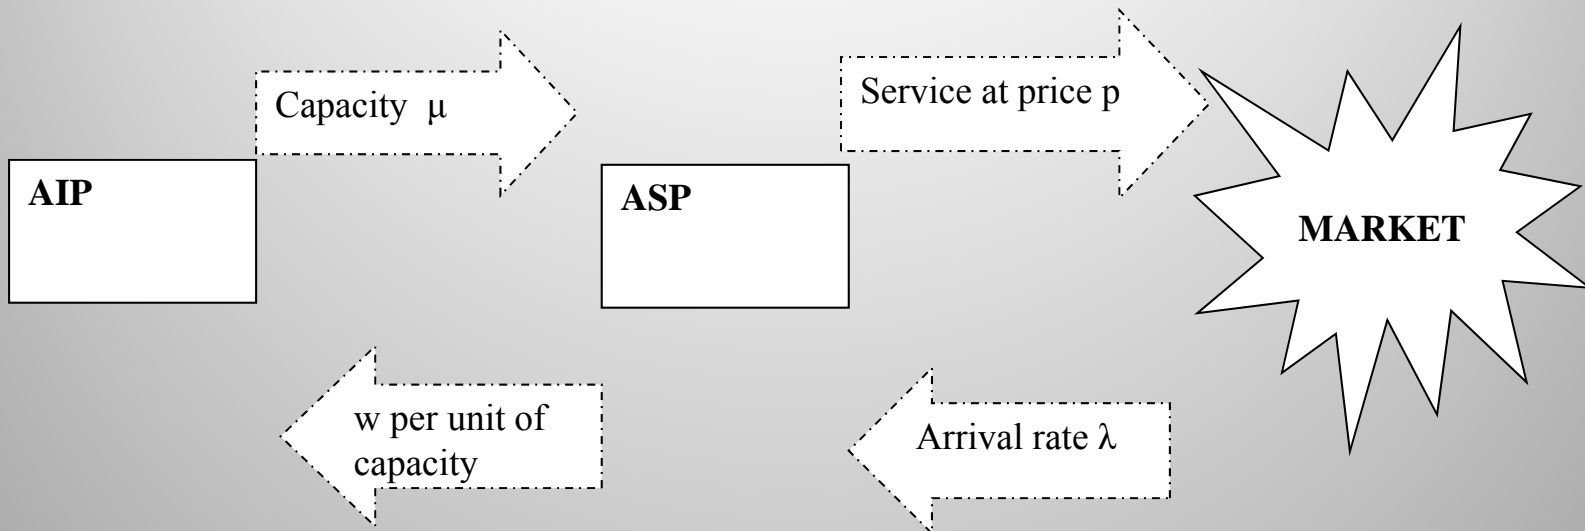 Capacity μ
Service at price p
AIP
ASP
MARKET
w per unit of
capacity
Arrival rate λ